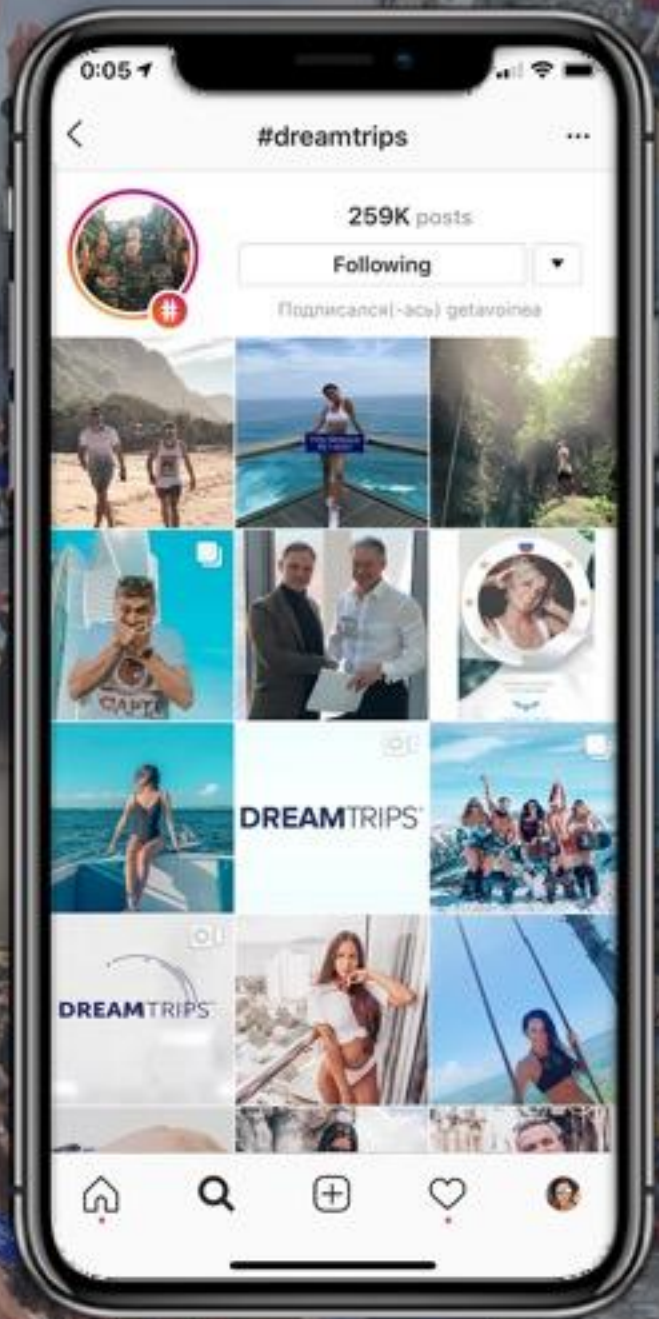 0:05
#dreamtrips
259K posts
Following
Подписался(-ась) getavoinea
DREAMTRIPS
DREAMTRIPS